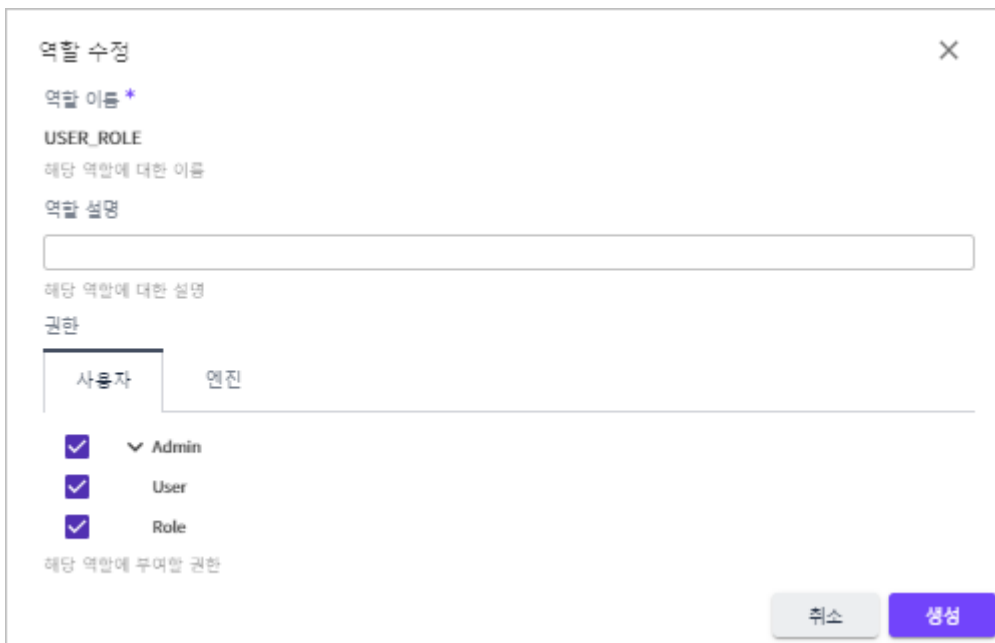 역할 수정
역할 이름 *
USER_ROLE
해당 역할에 대한 이름
역할 설명
해당 역할에 대한 설명
권한
사용자 엔진
Admin
User
Role
해당 역할에 부여할 권한
취소 생성